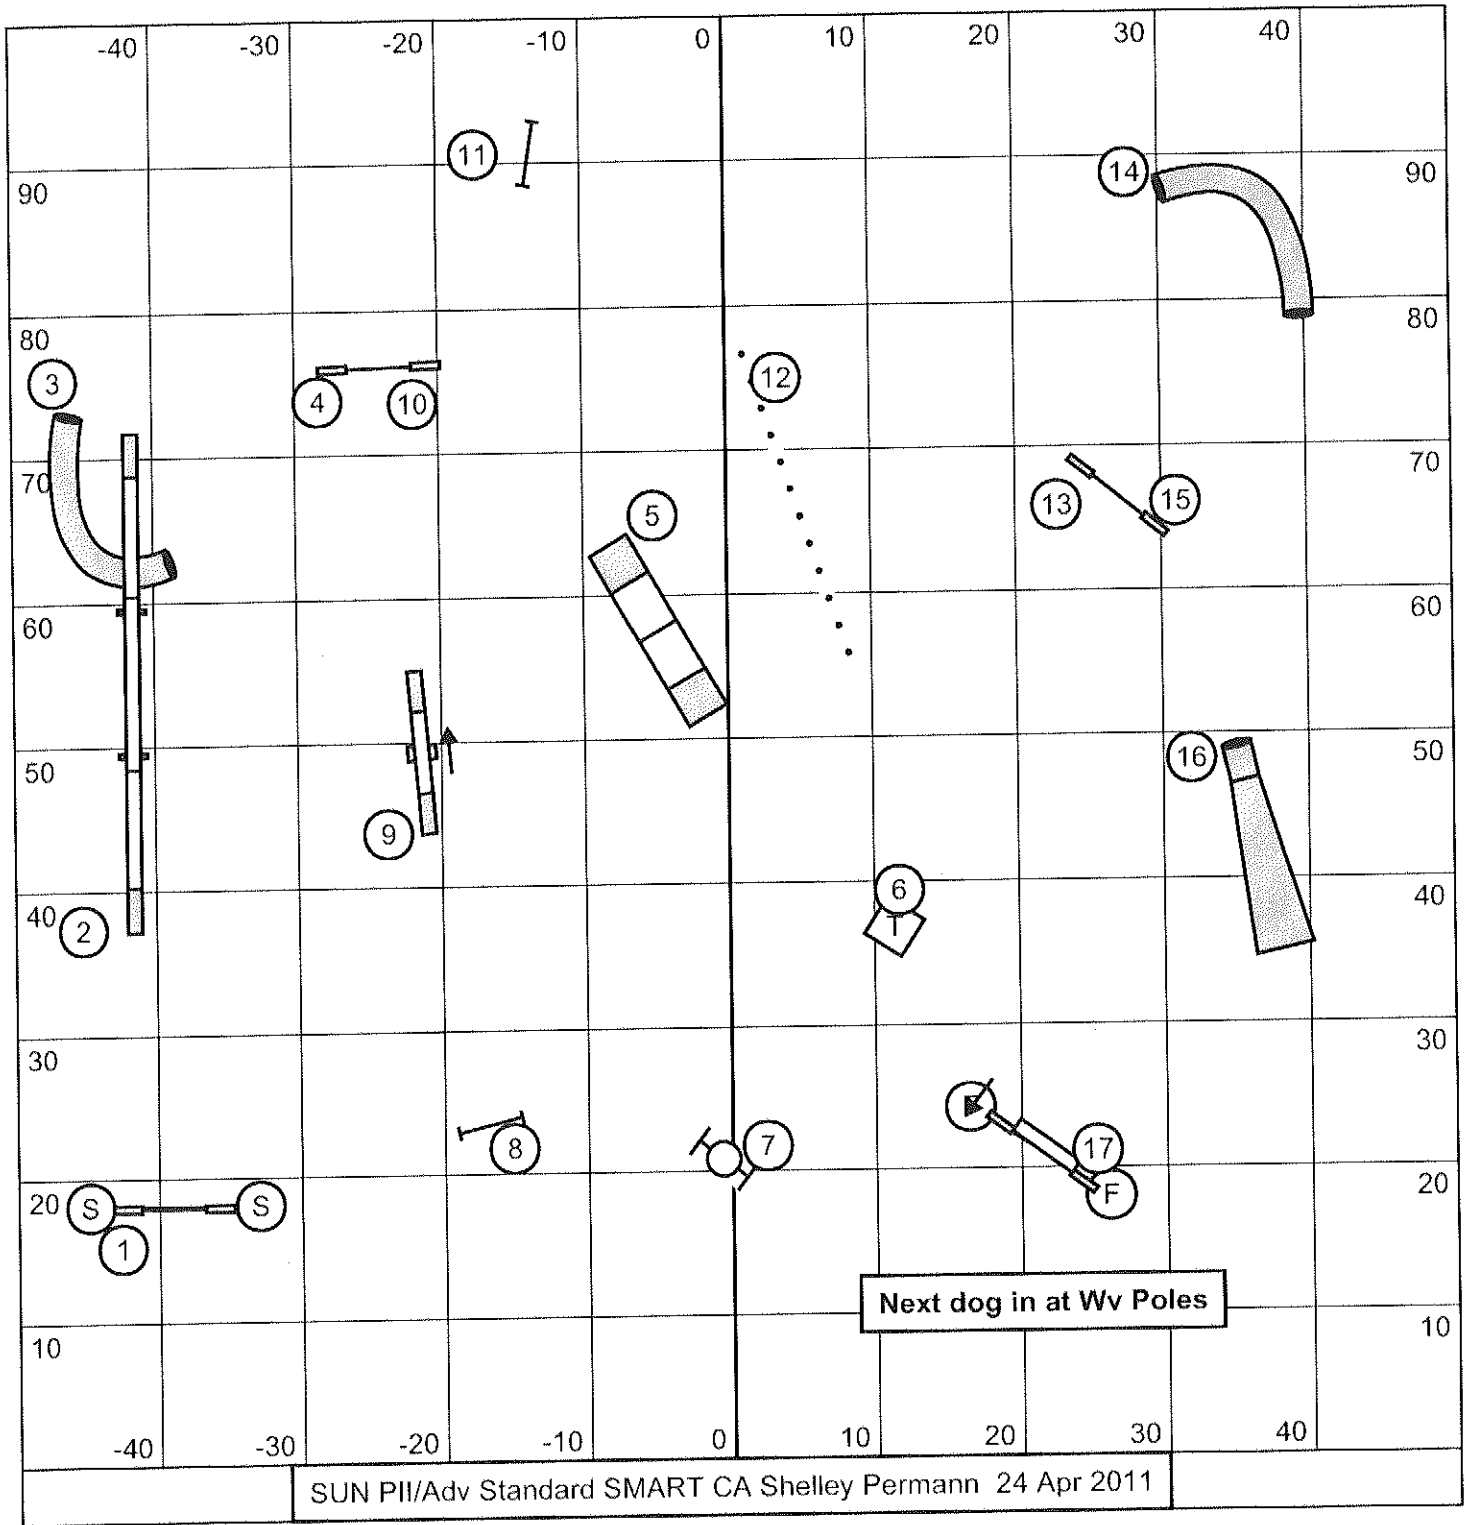 -40 -30 -20 -10 0 10 20 30 40
11
14
90 90
80 80
3
4 10 12
70 70
5 13 15
60 60
50 16 50
9
40 2 6 40
T
30 30
F
8 7 17
20 S S F 20
1
Next dog in at Wv Poles
10 10
-40 -30 -20 -10 0 10 20 30 40
SUN PII/Adv Standard SMART CA Shelley Permann 24 Apr 2011